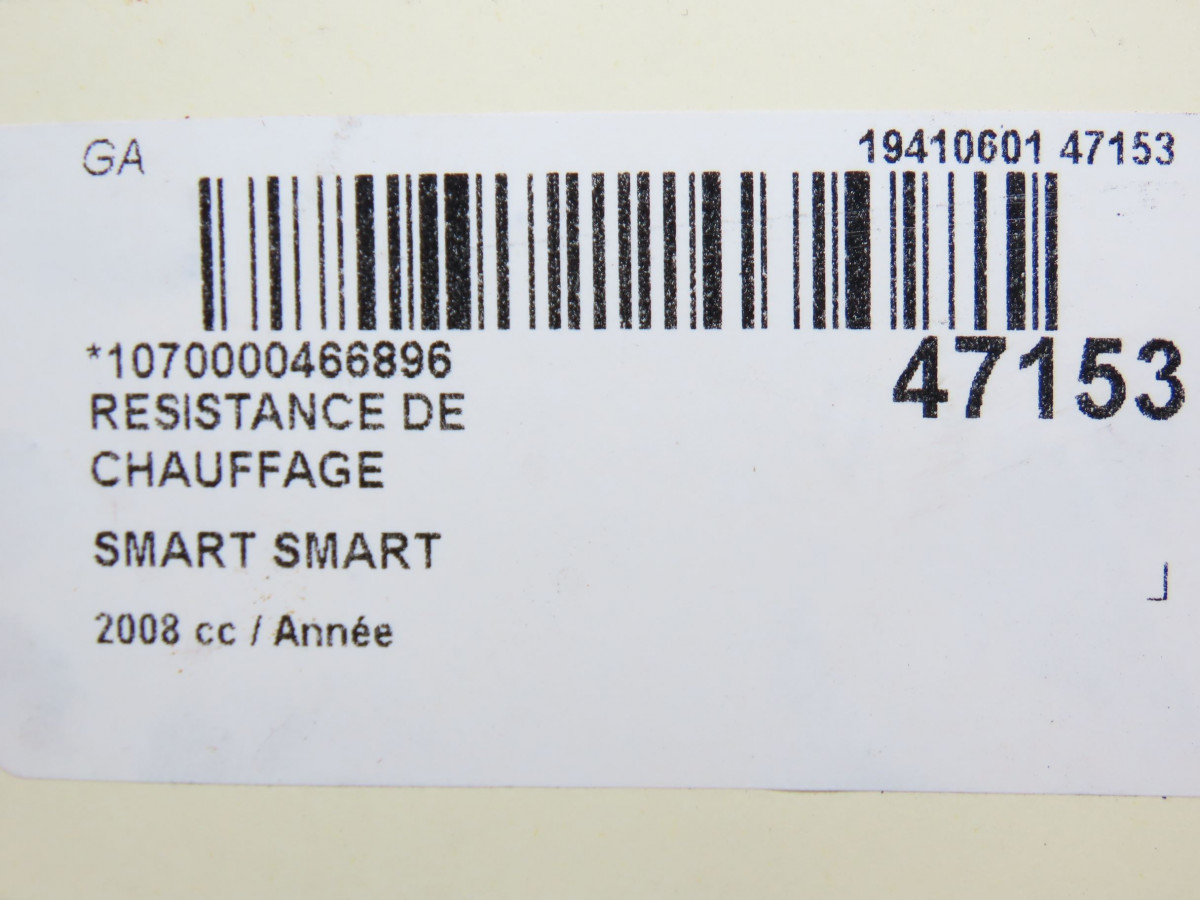 GA
19410601 47153
*1070000466896
47153
RESISTANCE DE
CHAUFFAGE
SMART SMART
2008 cc / Année